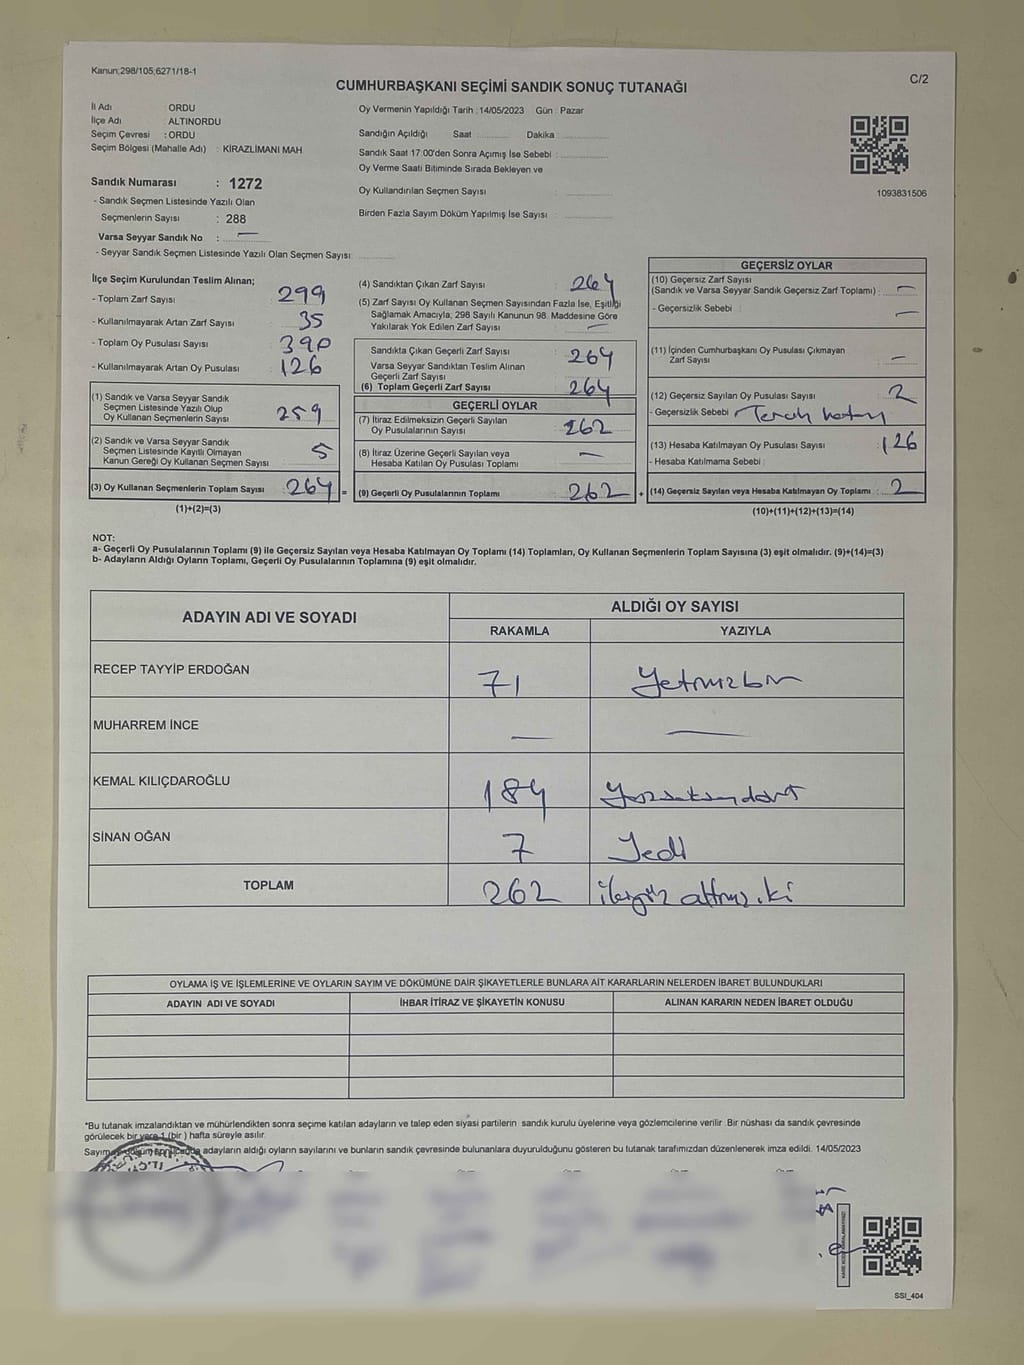 Kanun;298/105;6271/18-1
C/2
CUMHURBAŞKANI SEÇİMİ SANDIK SONUÇ TUTANAĞI
İl Adı : ORDU
İlçe Adı : ALTINORDU
Seçim Çevresi : ORDU
Seçim Bölgesi (Mahalle Adı) : KİRAZLİMANI MAH
Sandık Numarası : 1272
- Sandık Seçmen Listesinde Yazılı Olan
Seçmenlerin Sayısı : 288
Varsa Seyyar Sandık No : —
- Seyyar Sandık Seçmen Listesinde Yazılı Olan Seçmen Sayısı:
Oy Vermenin Yapıldığı Tarih : 14/05/2023 Gün : Pazar
Sandığın Açıldığı Saat Dakika
Sandık Saat 17:00'den Sonra Açımış İse Sebebi :
Oy Verme Saati Bitiminde Sırada Bekleyen ve
Oy Kullandırılan Seçmen Sayısı
Birden Fazla Sayım Döküm Yapılmış İse Sayısı
1093831506
İlçe Seçim Kurulundan Teslim Alınan;
- Toplam Zarf Sayısı 299
- Kullanılmayarak Artan Zarf Sayısı 35
- Toplam Oy Pusulası Sayısı 390
- Kullanılmayarak Artan Oy Pusulası 126
(1) Sandık ve Varsa Seyyar Sandık
Seçmen Listesinde Yazılı Olup
Oy Kullanan Seçmenlerin Sayısı 259
(2) Sandık ve Varsa Seyyar Sandık
Seçmen Listesinde Kayıtlı Olmayan
Kanun Gereği Oy Kullanan Seçmen Sayısı 5
(3) Oy Kullanan Seçmenlerin Toplam Sayısı 264 =
(1)+(2)=(3)
(4) Sandıktan Çıkan Zarf Sayısı 264
(5) Zarf Sayısı Oy Kullanan Seçmen Sayısından Fazla İse, Eşitliği
Sağlamak Amacıyla; 298 Sayılı Kanunun 98. Maddesine Göre
Yakılarak Yok Edilen Zarf Sayısı —
Sandıkta Çıkan Geçerli Zarf Sayısı 264
Varsa Seyyar Sandıktan Teslim Alınan
Geçerli Zarf Sayısı
(6) Toplam Geçerli Zarf Sayısı 264
GEÇERLİ OYLAR
(7) İtiraz Edilmeksizin Geçerli Sayılan
Oy Pusulalarının Sayısı 262
(8) İtiraz Üzerine Geçerli Sayılan veya
Hesaba Katılan Oy Pusulası Toplamı —
(9) Geçerli Oy Pusulalarının Toplamı 262 +
GEÇERSİZ OYLAR
(10) Geçersiz Zarf Sayısı
(Sandık ve Varsa Seyyar Sandık Geçersiz Zarf Toplamı) : —
- Geçersizlik Sebebi —
(11) İçinden Cumhurbaşkanı Oy Pusulası Çıkmayan
Zarf Sayısı —
(12) Geçersiz Sayılan Oy Pusulası Sayısı 2
- Geçersizlik Sebebi Tercih hatası
(13) Hesaba Katılmayan Oy Pusulası Sayısı : 126
- Hesaba Katılmama Sebebi :
(14) Geçersiz Sayılan veya Hesaba Katılmayan Oy Toplamı : 2
(10)+(11)+(12)+(13)=(14)
NOT:
a- Geçerli Oy Pusulalarının Toplamı (9) ile Geçersiz Sayılan veya Hesaba Katılmayan Oy Toplamı (14) Toplamları, Oy Kullanan Seçmenlerin Toplam Sayısına (3) eşit olmalıdır. (9)+(14)=(3)
b- Adayların Aldığı Oyların Toplamı, Geçerli Oy Pusulalarının Toplamına (9) eşit olmalıdır.
ADAYIN ADI VE SOYADI
ALDIĞI OY SAYISI
RAKAMLA YAZIYLA
RECEP TAYYİP ERDOĞAN 71 Yetmişbir
MUHARREM İNCE — —
KEMAL KILIÇDAROĞLU 184 Yüzseksendört
SİNAN OĞAN 7 Yedi
TOPLAM 262 ikiyüz altmış iki
OYLAMA İŞ VE İŞLEMLERİNE VE OYLARIN SAYIM VE DÖKÜMÜNE DAİR ŞİKAYETLERLE BUNLARA AİT KARARLARIN NELERDEN İBARET BULUNDUKLARI
ADAYIN ADI VE SOYADI İHBAR İTİRAZ VE ŞİKAYETİN KONUSU ALINAN KARARIN NEDEN İBARET OLDUĞU
*Bu tutanak imzalandıktan ve mühürlendikten sonra seçime katılan adayların ve talep eden siyasi partilerin sandık kurulu üyelerine veya gözlemcilerine verilir. Bir nüshası da sandık çevresinde
görülecek bir yere 1 (bir ) hafta süreyle asılır.
Sayım ve döküm sonucunda adayların aldığı oyların sayılarını ve bunların sandık çevresinde bulunanlara duyurulduğunu gösteren bu tutanak tarafımızdan düzenlenerek imza edildi. 14/05/2023
SSI_404